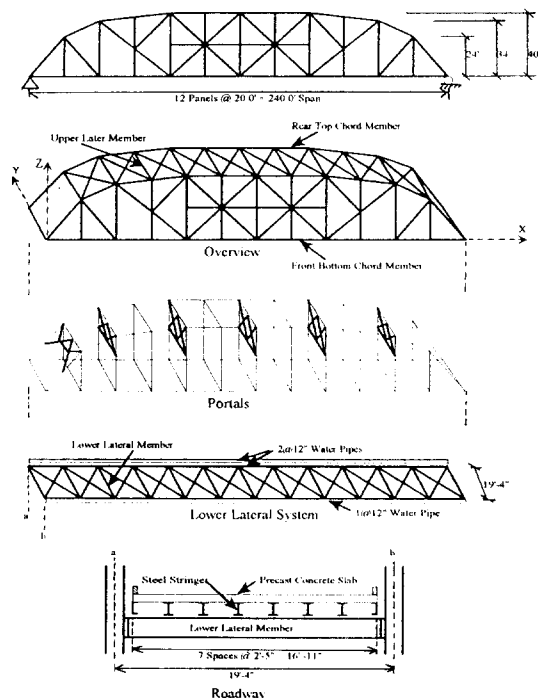 24'
34
40
12 Panels @ 20.0' - 240.0' Span
Upper Later Member
Rear Top Chord Member
Y
Z
X
Overview
Front Bottom Chord Member
Portals
Lower Lateral Member
2@12" Water Pipes
a
b
Lower Lateral System
1@12" Water Pipe
19'-4"
a
b
Steel Stringer
Precast Concrete Slab
Lower Lateral Member
7 Spaces @ 2'-5" 16'-11"
19'-4"
Roadway